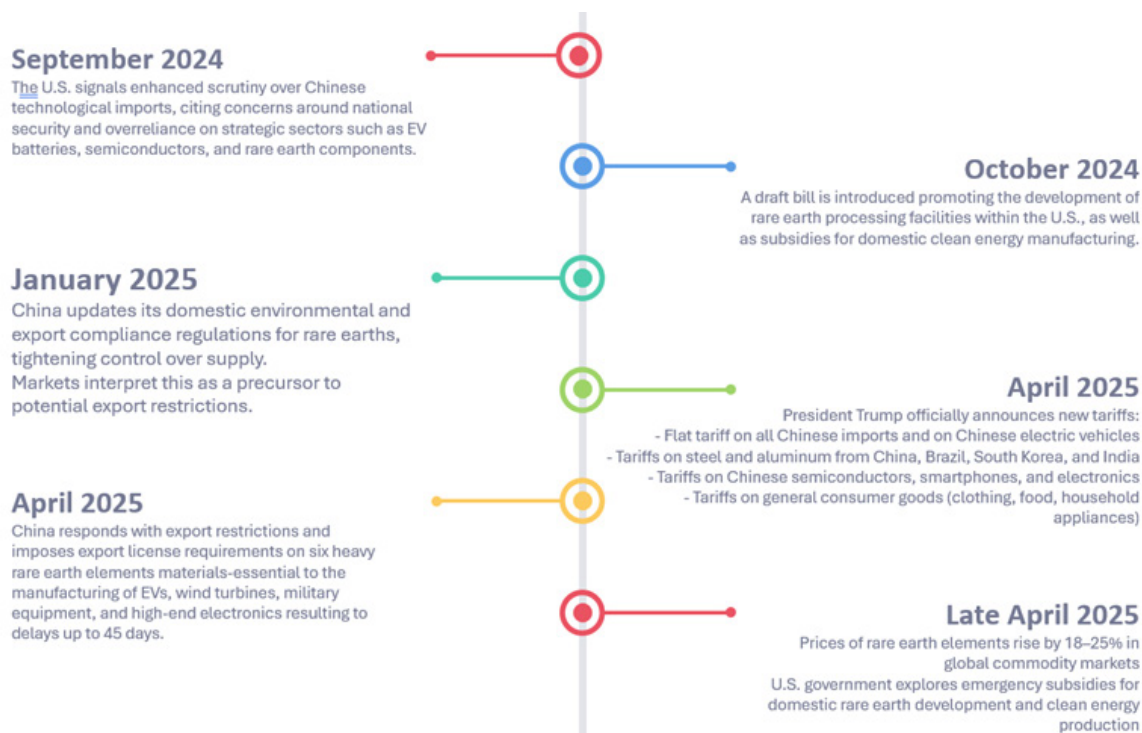 September 2024
The U.S. signals enhanced scrutiny over Chinese
technological imports, citing concerns around national
security and overreliance on strategic sectors such as EV
batteries, semiconductors, and rare earth components.
October 2024
A draft bill is introduced promoting the development of
rare earth processing facilities within the U.S., as well
as subsidies for domestic clean energy manufacturing.
January 2025
China updates its domestic environmental and
export compliance regulations for rare earths,
tightening control over supply.
Markets interpret this as a precursor to
potential export restrictions.
April 2025
President Trump officially announces new tariffs:
- Flat tariff on all Chinese imports and on Chinese electric vehicles
- Tariffs on steel and aluminum from China, Brazil, South Korea, and India
- Tariffs on Chinese semiconductors, smartphones, and electronics
- Tariffs on general consumer goods (clothing, food, household
appliances)
April 2025
China responds with export restrictions and
imposes export license requirements on six heavy
rare earth elements materials-essential to the
manufacturing of EVs, wind turbines, military
equipment, and high-end electronics resulting to
delays up to 45 days.
Late April 2025
Prices of rare earth elements rise by 18–25% in
global commodity markets
U.S. government explores emergency subsidies for
domestic rare earth development and clean energy
production